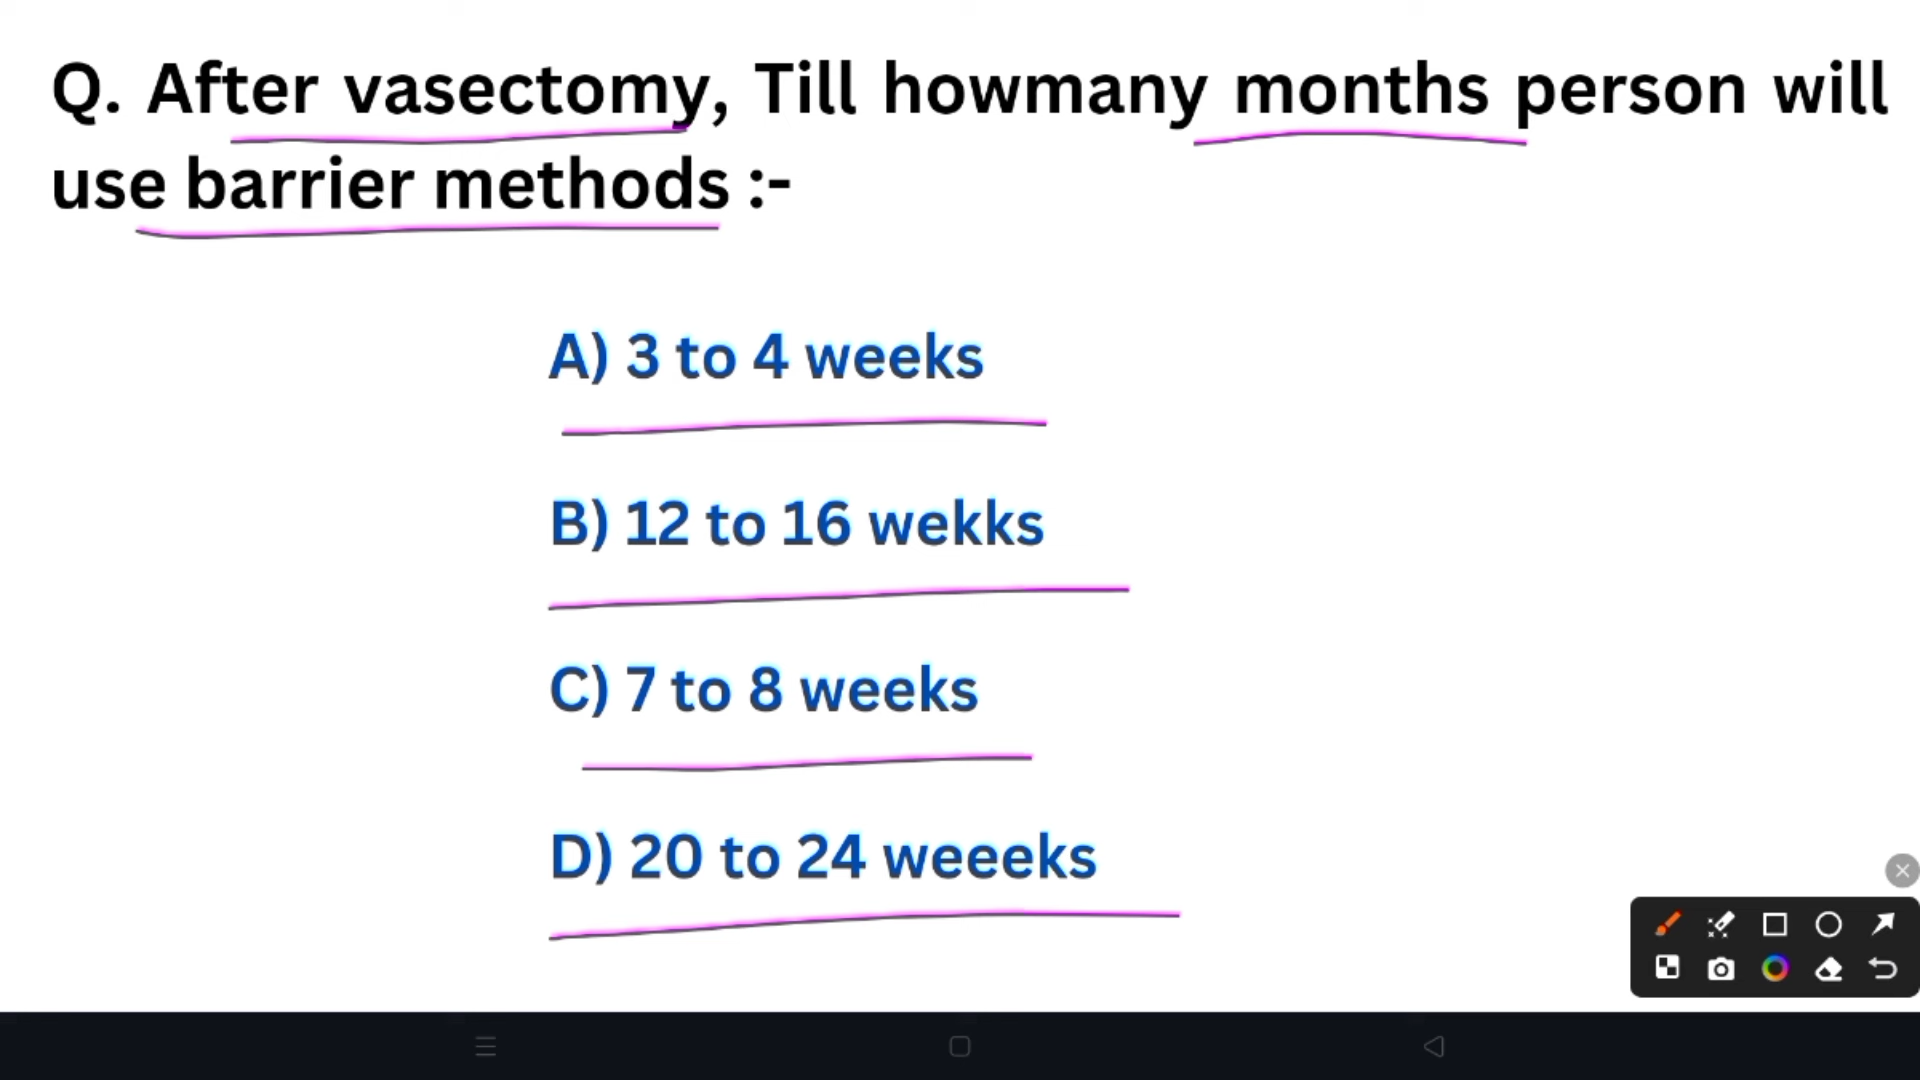 Q. After vasectomy, Till howmany months person will
use barrier methods :-
A) 3 to 4 weeks
B) 12 to 16 wekks
C) 7 to 8 weeks
D) 20 to 24 weeeks